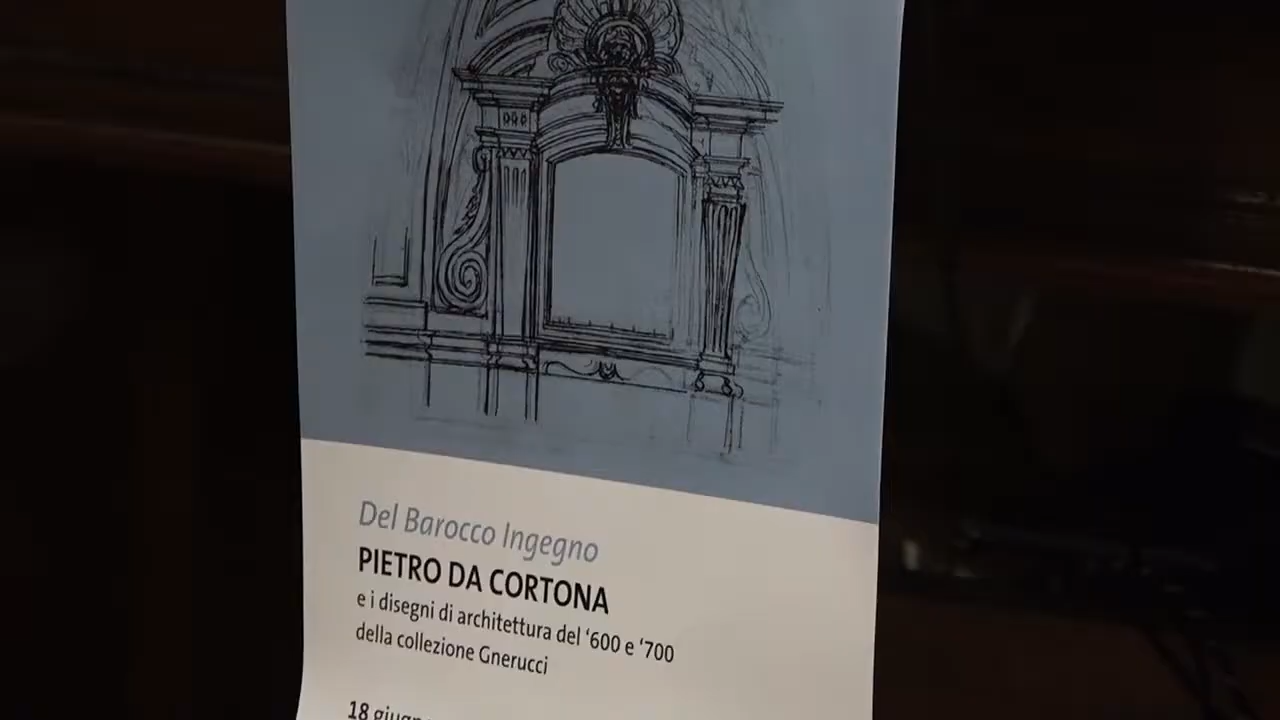 Del Barocco Ingegno
PIETRO DA CORTONA
e i disegni di architettura del ‘600 e ‘700
della collezione Gnerucci
18